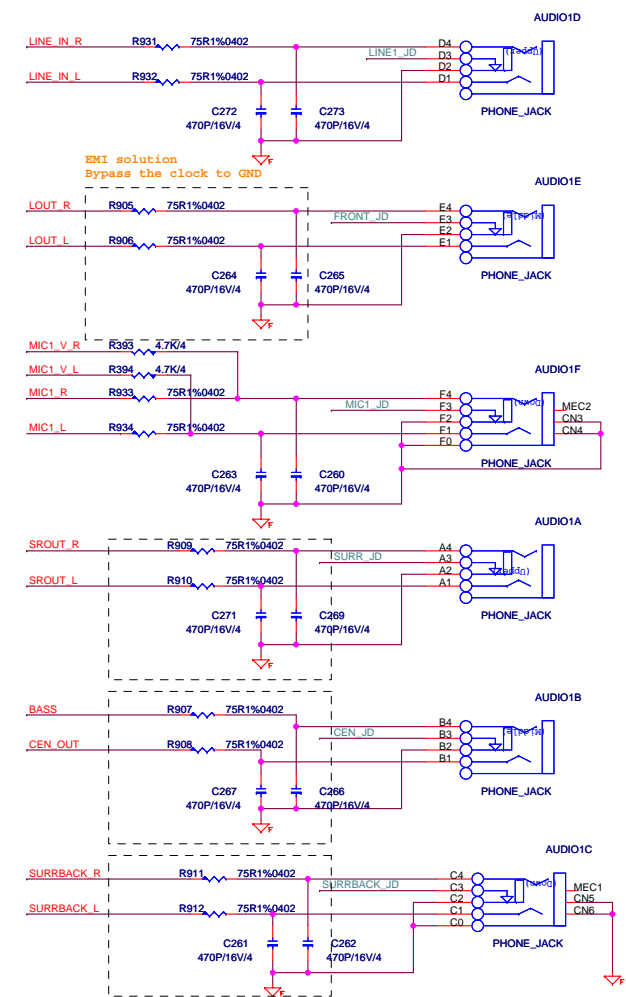 AUDIO1D
LINE_IN_R R931 75R1%0402 D4
LINE1_JD D3
D2
LINE_IN_L R932 75R1%0402 D1
(Upper)
PHONE_JACK
C272 C273
470P/16V/4 470P/16V/4
F
EMI solution
Bypass the clock to GND
AUDIO1E
LOUT_R R905 75R1%0402 E4
FRONT_JD E3
E2
LOUT_L R906 75R1%0402 E1
(Middle)
PHONE_JACK
C264 C265
470P/16V/4 470P/16V/4
F
MIC1_V_R R393 4.7K/4
MIC1_V_L R394 4.7K/4
AUDIO1F
MIC1_R R933 75R1%0402 F4
MIC1_JD F3 MEC2
F2 CN3
MIC1_L R934 75R1%0402 F1 CN4
F0
(Down)
PHONE_JACK
C263 C260
470P/16V/4 470P/16V/4
F
AUDIO1A
SROUT_R R909 75R1%0402 A4
SURR_JD A3
A2
SROUT_L R910 75R1%0402 A1
(Upper)
PHONE_JACK
C271 C269
470P/16V/4 470P/16V/4
F
AUDIO1B
BASS R907 75R1%0402 B4
CEN_JD B3
B2
CEN_OUT R908 75R1%0402 B1
(Middle)
PHONE_JACK
C267 C266
470P/16V/4 470P/16V/4
F
AUDIO1C
SURRBACK_R R911 75R1%0402 C4
SURRBACK_JD C3 MEC1
C2 CN5
SURRBACK_L R912 75R1%0402 C1 CN6
C0
(Down)
PHONE_JACK
C261 C262
470P/16V/4 470P/16V/4
F F